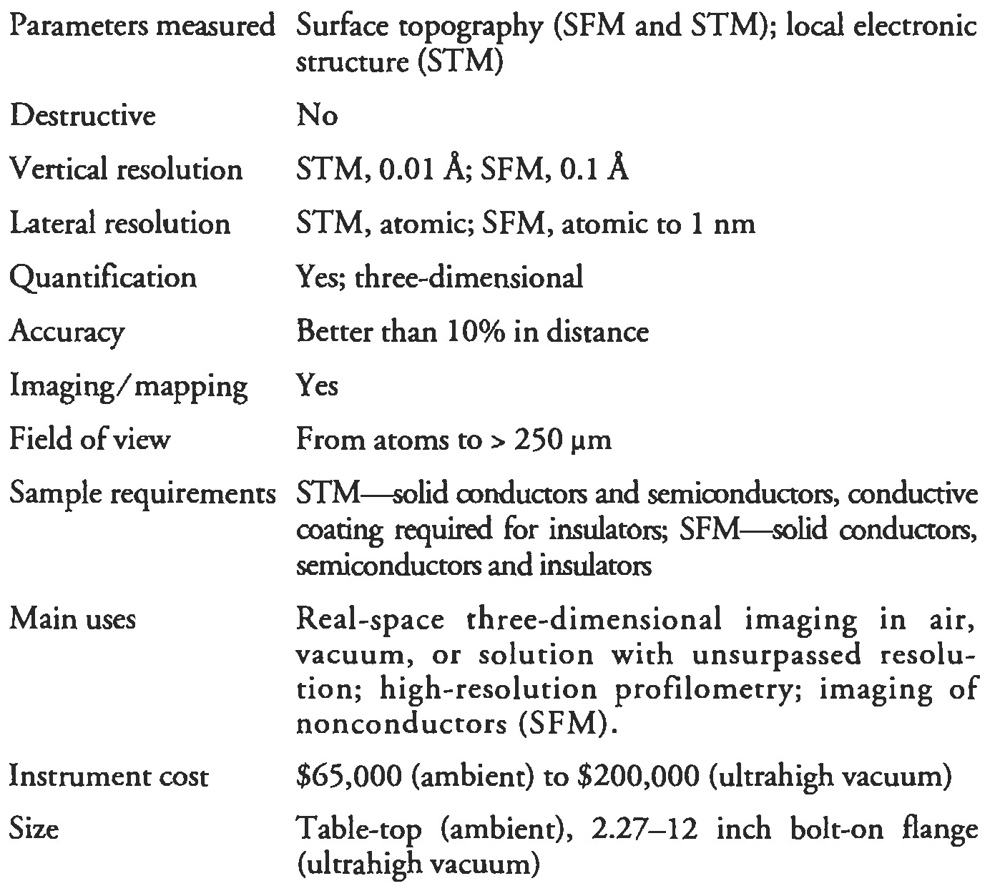 Parameters measured Surface topography (SFM and STM); local electronic
structure (STM)
Destructive No
Vertical resolution STM, 0.01 Å; SFM, 0.1 Å
Lateral resolution STM, atomic; SFM, atomic to 1 nm
Quantification Yes; three-dimensional
Accuracy Better than 10% in distance
Imaging/mapping Yes
Field of view From atoms to > 250 µm
Sample requirements STM—solid conductors and semiconductors, conductive
coating required for insulators; SFM—solid conductors,
semiconductors and insulators
Main uses Real-space three-dimensional imaging in air,
vacuum, or solution with unsurpassed resolu-
tion; high-resolution profilometry; imaging of
nonconductors (SFM).
Instrument cost $65,000 (ambient) to $200,000 (ultrahigh vacuum)
Size Table-top (ambient), 2.27–12 inch bolt-on flange
(ultrahigh vacuum)